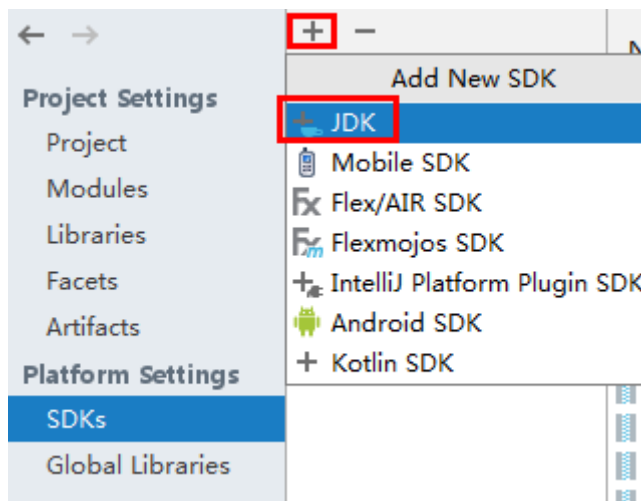 Add New SDK
Project Settings
JDK
Project
Mobile SDK
Modules
Flex/AIR SDK
Libraries
Flexmojos SDK
Facets
IntelliJ Platform Plugin SDK
Artifacts
Android SDK
Platform Settings
Kotlin SDK
SDKs
Global Libraries